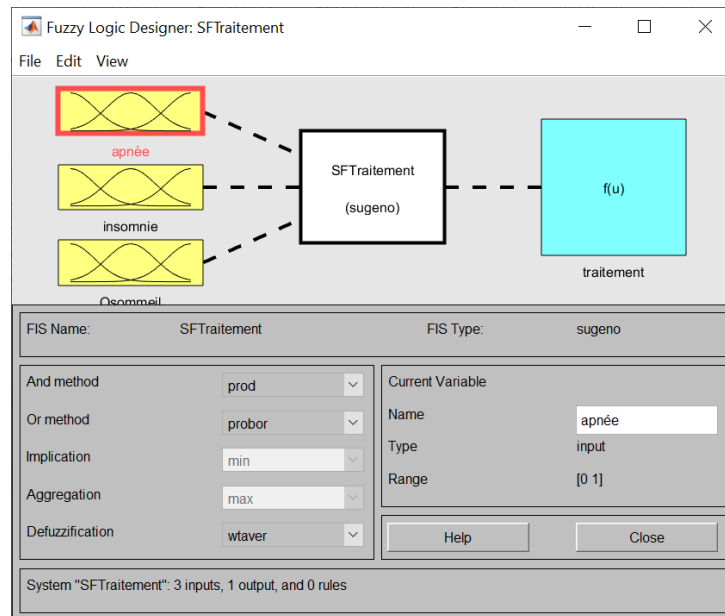 Fuzzy Logic Designer: SFTraitement
File Edit View
apnée
insomnie
Qsommeil
SFTraitement
(sugeno)
f(u)
traitement
FIS Name: SFTraitement FIS Type: sugeno
And method prod
Or method probor
Implication min
Aggregation max
Defuzzification wtaver
Current Variable
Name apnée
Type input
Range [0 1]
Help Close
System "SFTraitement": 3 inputs, 1 output, and 0 rules